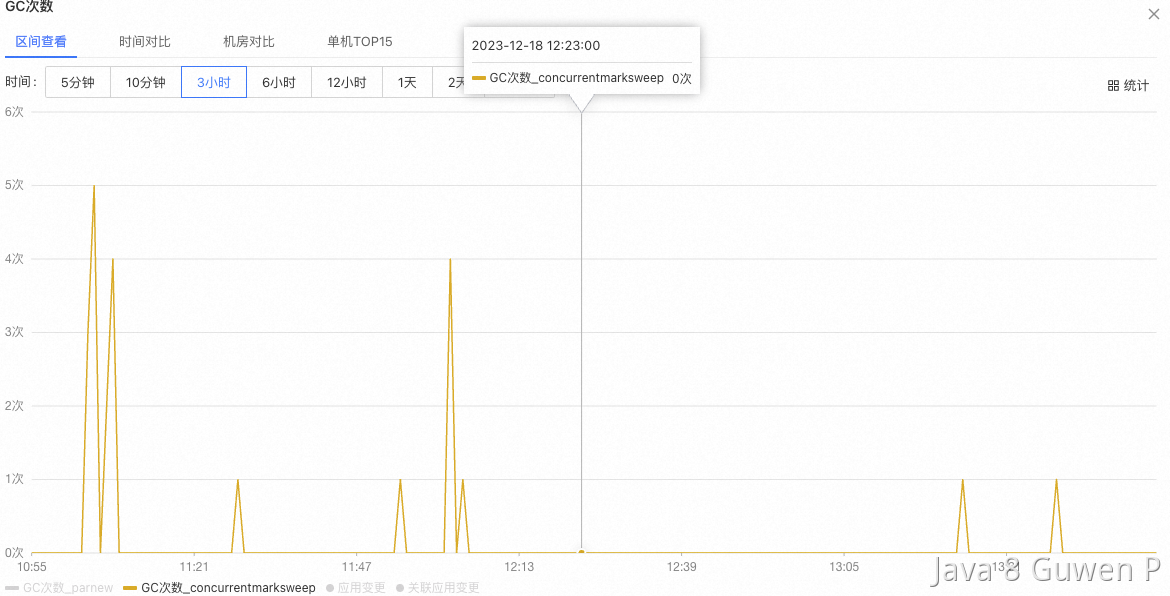 GC次数
区间查看 时间对比 机房对比 单机TOP15
2023-12-18 12:23:00
GC次数_concurrentmarksweep 0次
时间: 5分钟 10分钟 3小时 6小时 12小时 1天
统计
6次
5次
4次
3次
2次
1次
0次
10:55 11:21 11:47 12:13 12:39 13:05
GC次数_parnew GC次数_concurrentmarksweep 应用变更 关联应用变更
Java 8 Guwen P